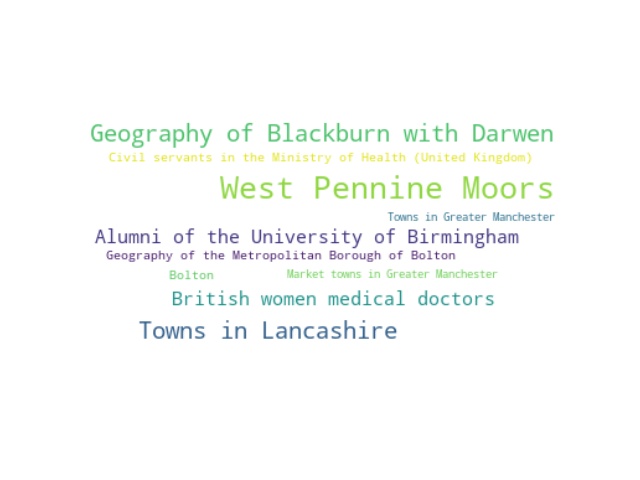 Geography of Blackburn with Darwen
Civil servants in the Ministry of Health (United Kingdom)
West Pennine Moors
Towns in Greater Manchester
Alumni of the University of Birmingham
Geography of the Metropolitan Borough of Bolton
Bolton
Market towns in Greater Manchester
British women medical doctors
Towns in Lancashire